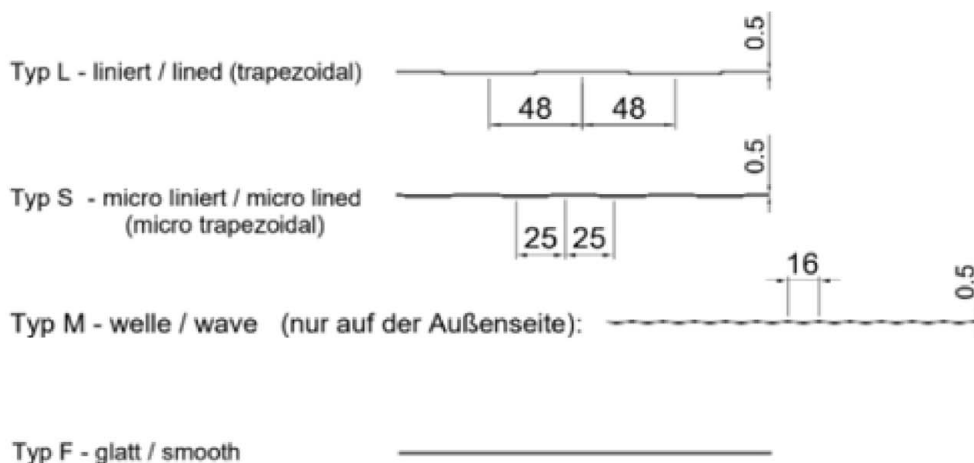 0.5
Typ L - liniert / lined (trapezoidal)
48 48
0.5
Typ S - micro liniert / micro lined
(micro trapezoidal)
25 25
16
0.5
Typ M - welle / wave (nur auf der Außenseite):
Typ F - glatt / smooth